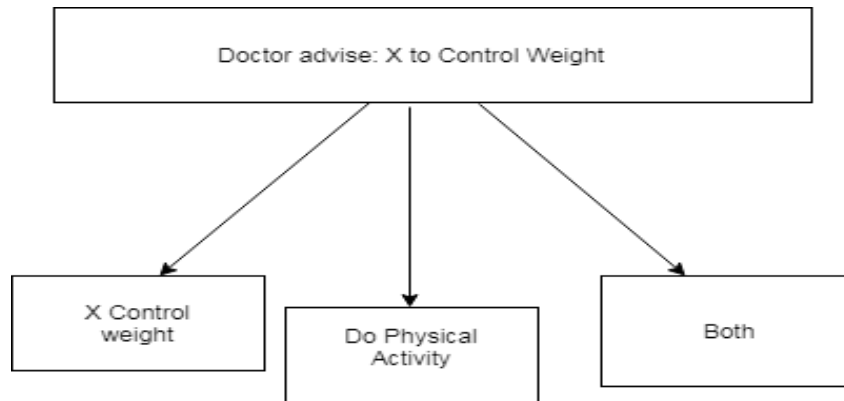 Doctor advise: X to Control Weight
X Control
weight
Do Physical
Activity
Both